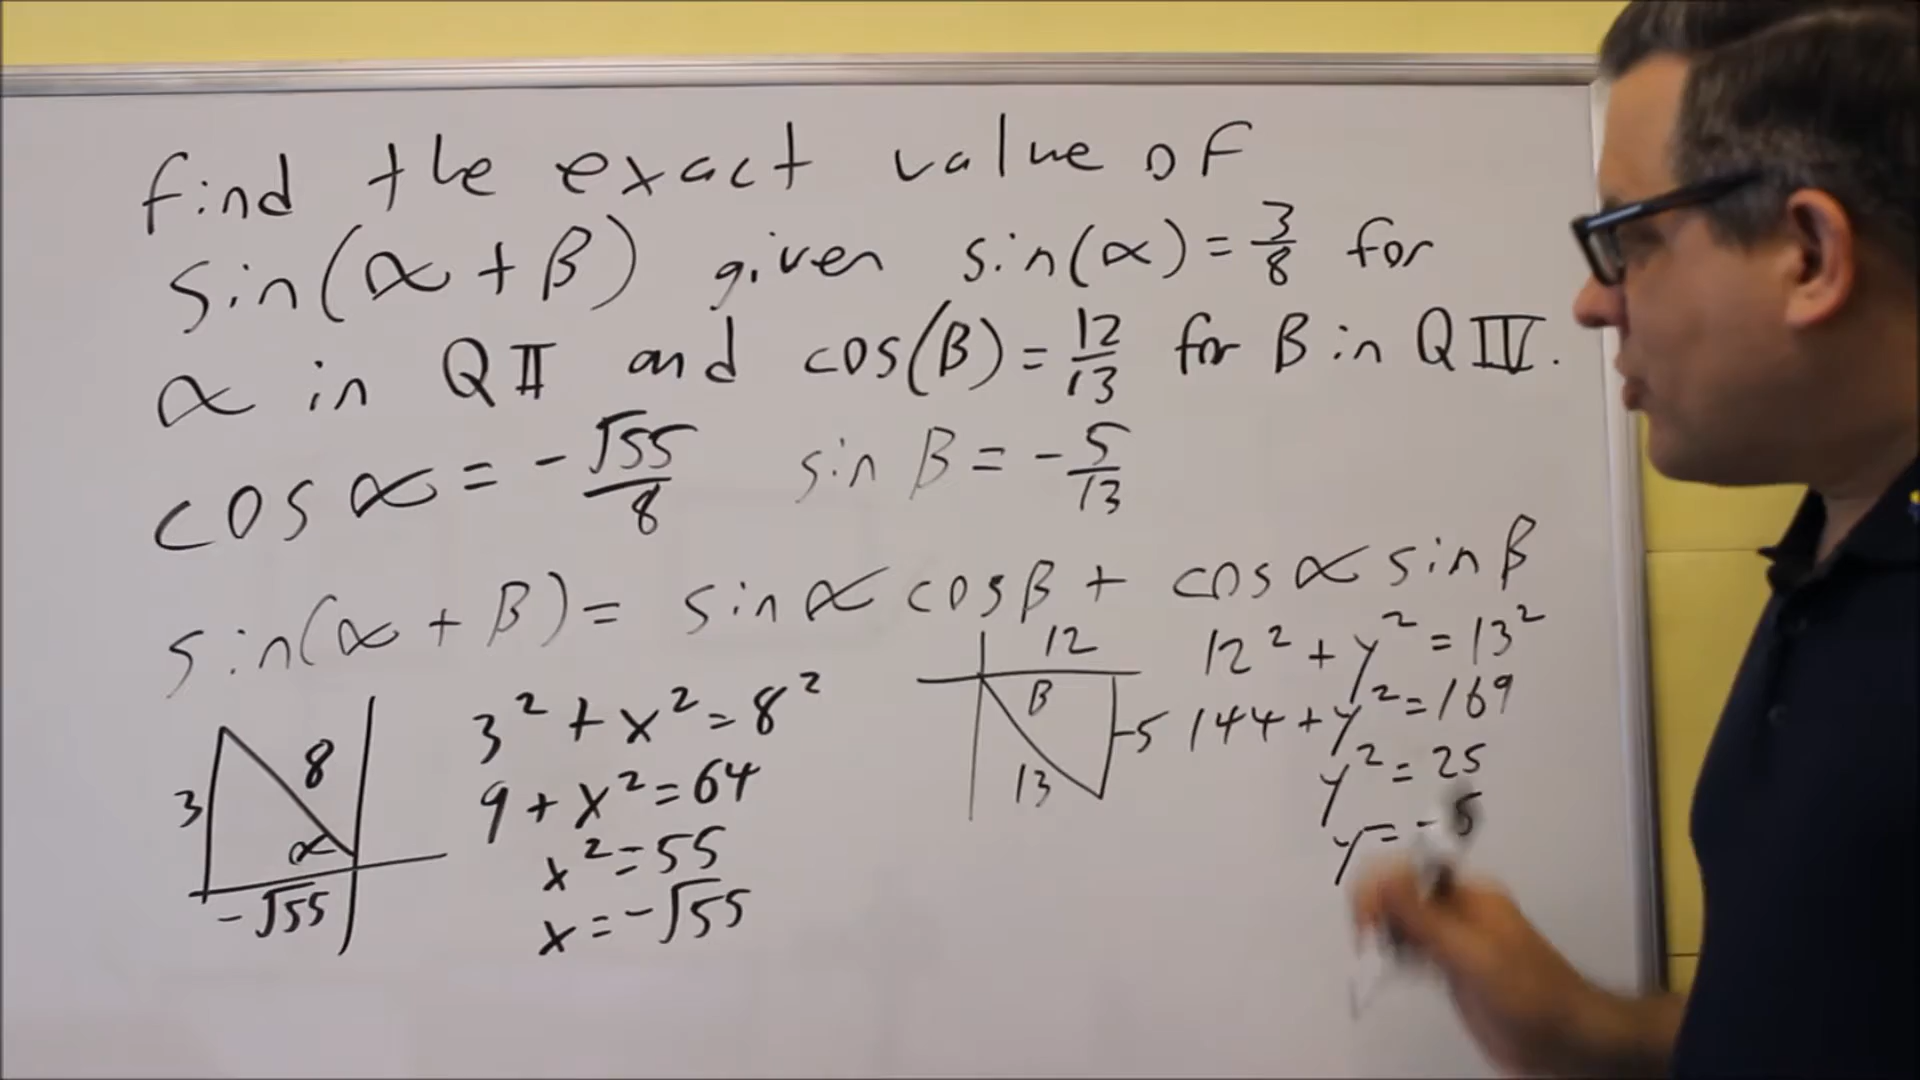 find the exact value of
sin(α + β) given sin(α) = 3/8 for
α in QII and cos(β) = 12/13 for β in QIV.
cos α = -√55/8 sin β = -5/13
sin(α + β) = sin α cos β + cos α sin β
3
8
α
-√55
3² + x² = 8²
9 + x² = 64
x² = 55
x = -√55
12
β
13
-5
12² + y² = 13²
144 + y² = 169
y² = 25
y = -5